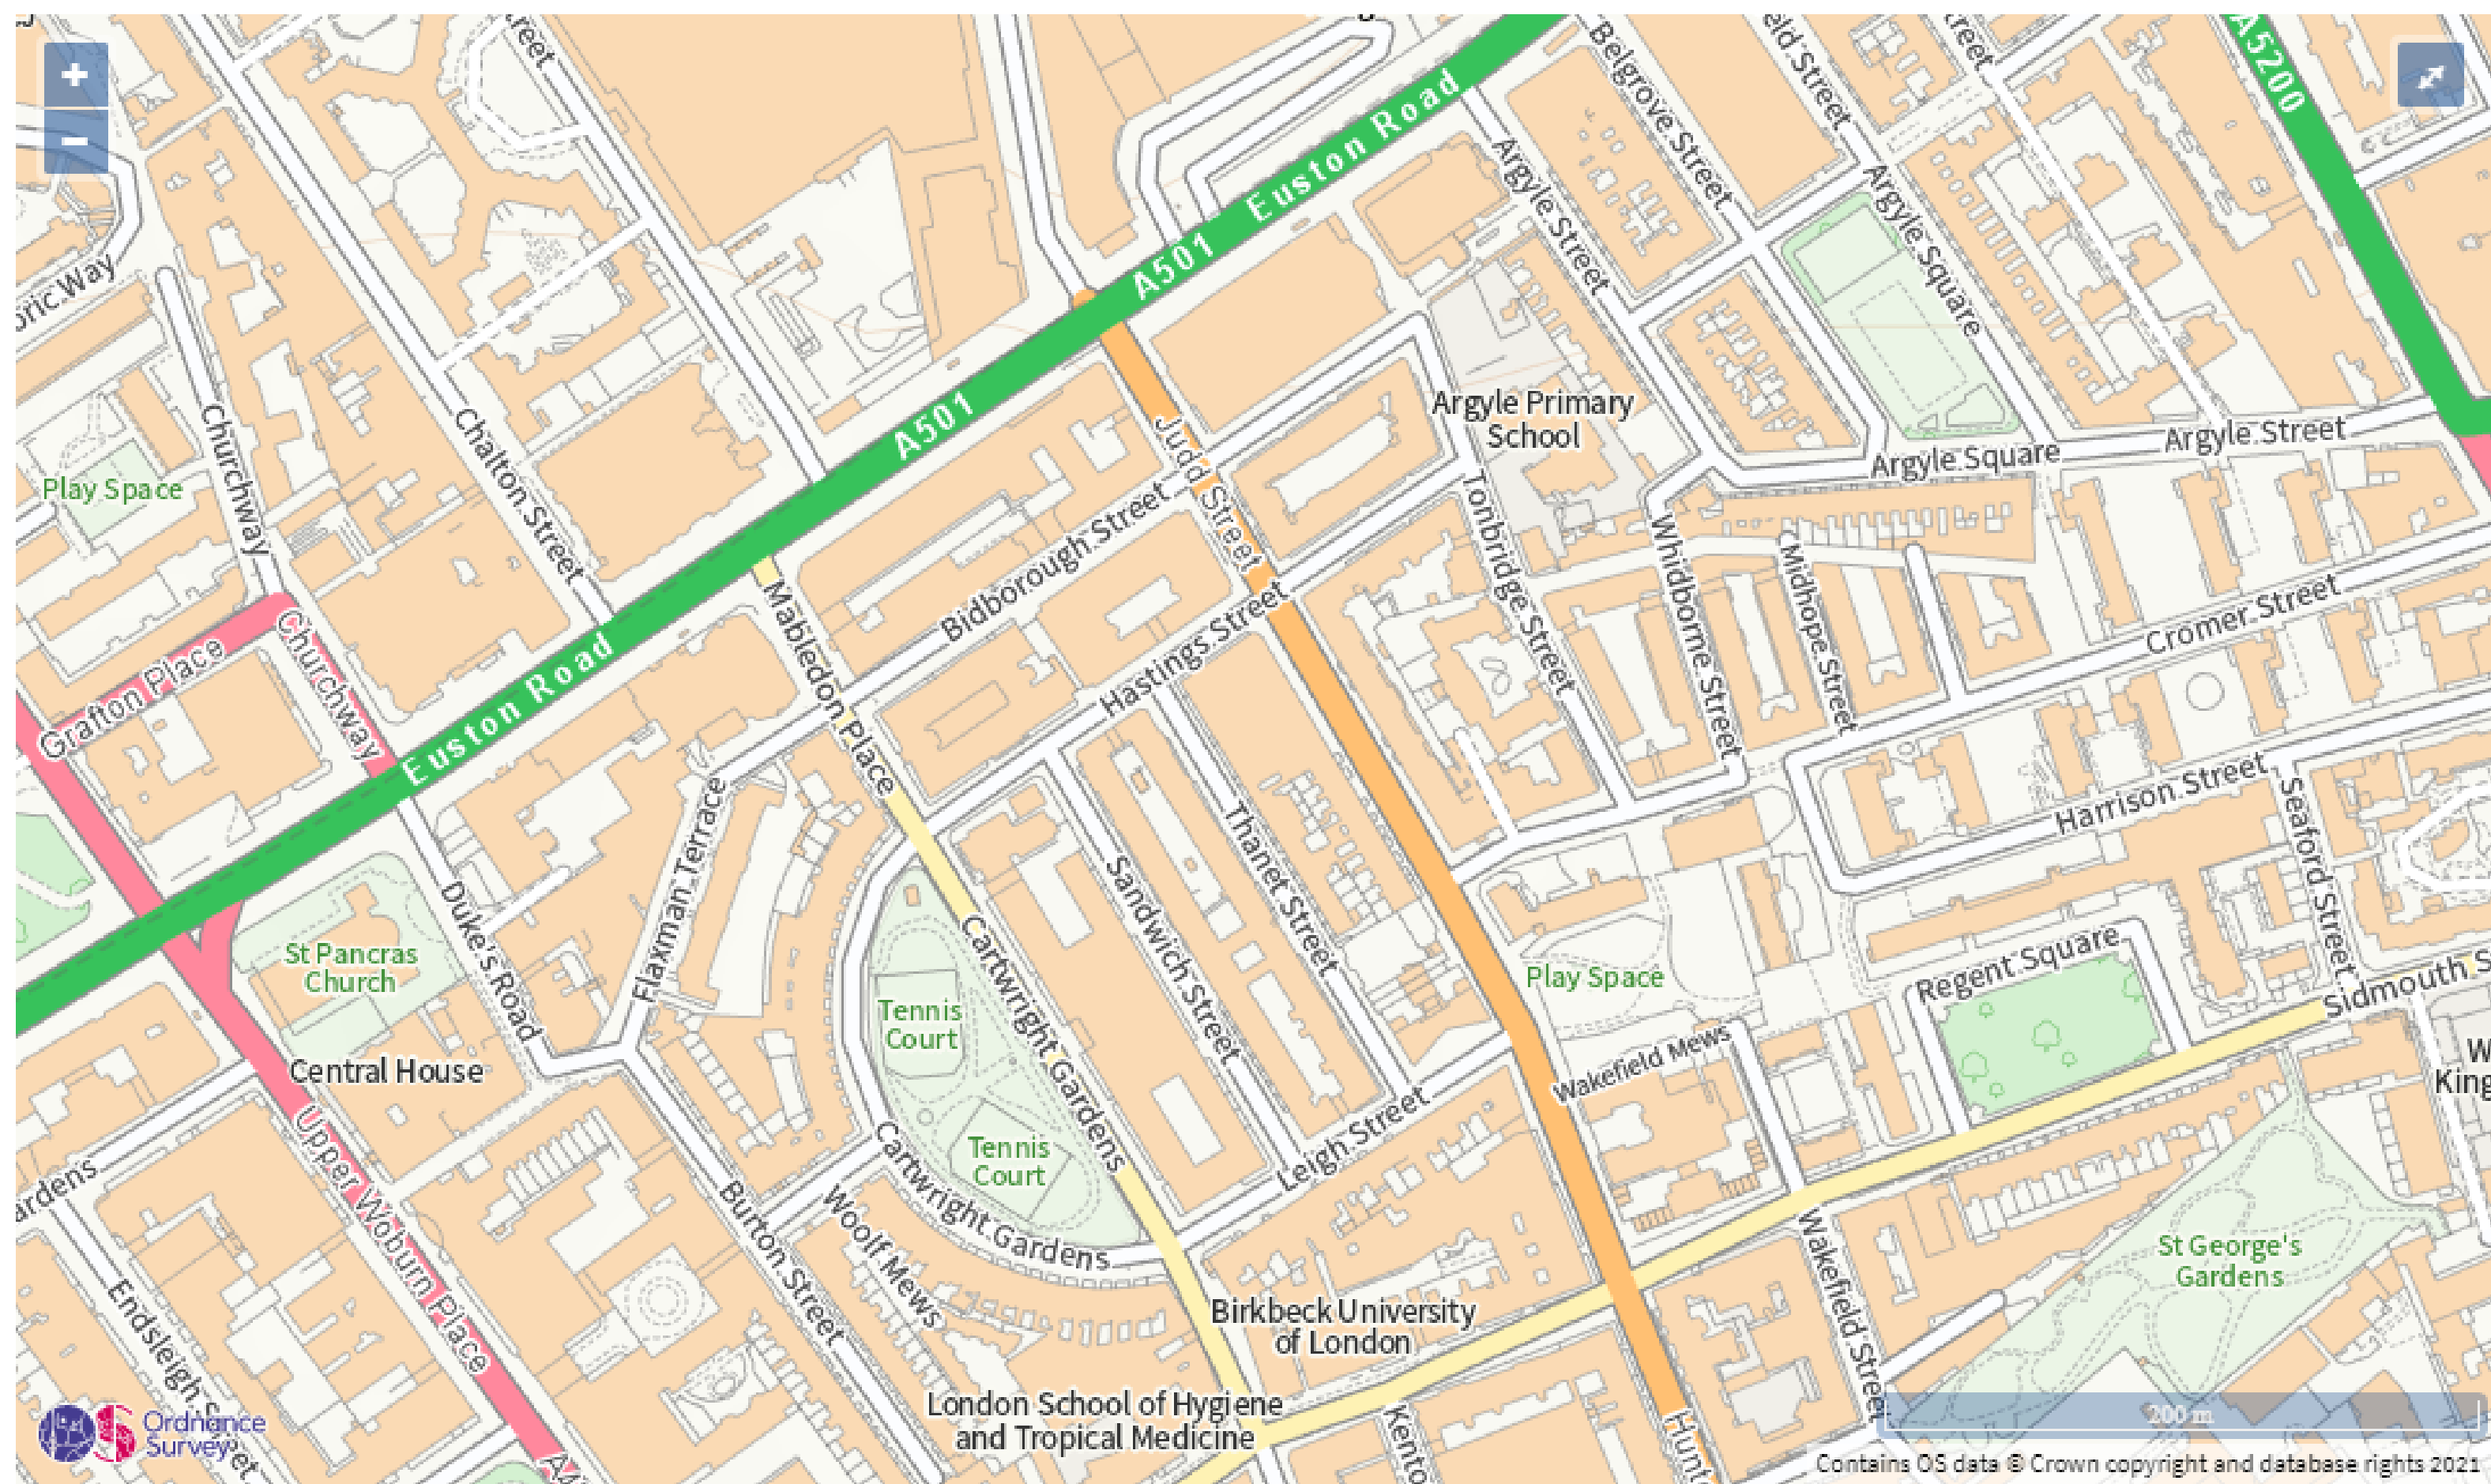 +
−
A5200
Belgrove Street
Euston Road
A501
Argyle Street
Argyle Square
Churchway
Chalton Street
A501
Judd Street
Argyle Primary
School
Argyle Square
Argyle Street
Play Space
Bidborough Street
Tonbridge Street
Whidborne Street
Midhope Street
Cromer Street
Grafton Place
Churchway
Euston Road
Mabledon Place
Hastings Street
Harrison Street
Seaford Street
Flaxman Terrace
Thanet Street
Sandwich Street
Duke's Road
St Pancras
Church
Cartwright Gardens
Play Space
Regent Square
Sidmouth S
Tennis
Court
Central House
Wakefield Mews
Tennis
Court
Leigh Street
Upper Woburn Place
Burton Street
Woolf Mews
Cartwright Gardens
Wakefield Street
St George's
Gardens
Endsleigh Street
Birkbeck University
of London
London School of Hygiene
and Tropical Medicine
Ordnance
Survey
200 m
Contains OS data © Crown copyright and database rights 2021